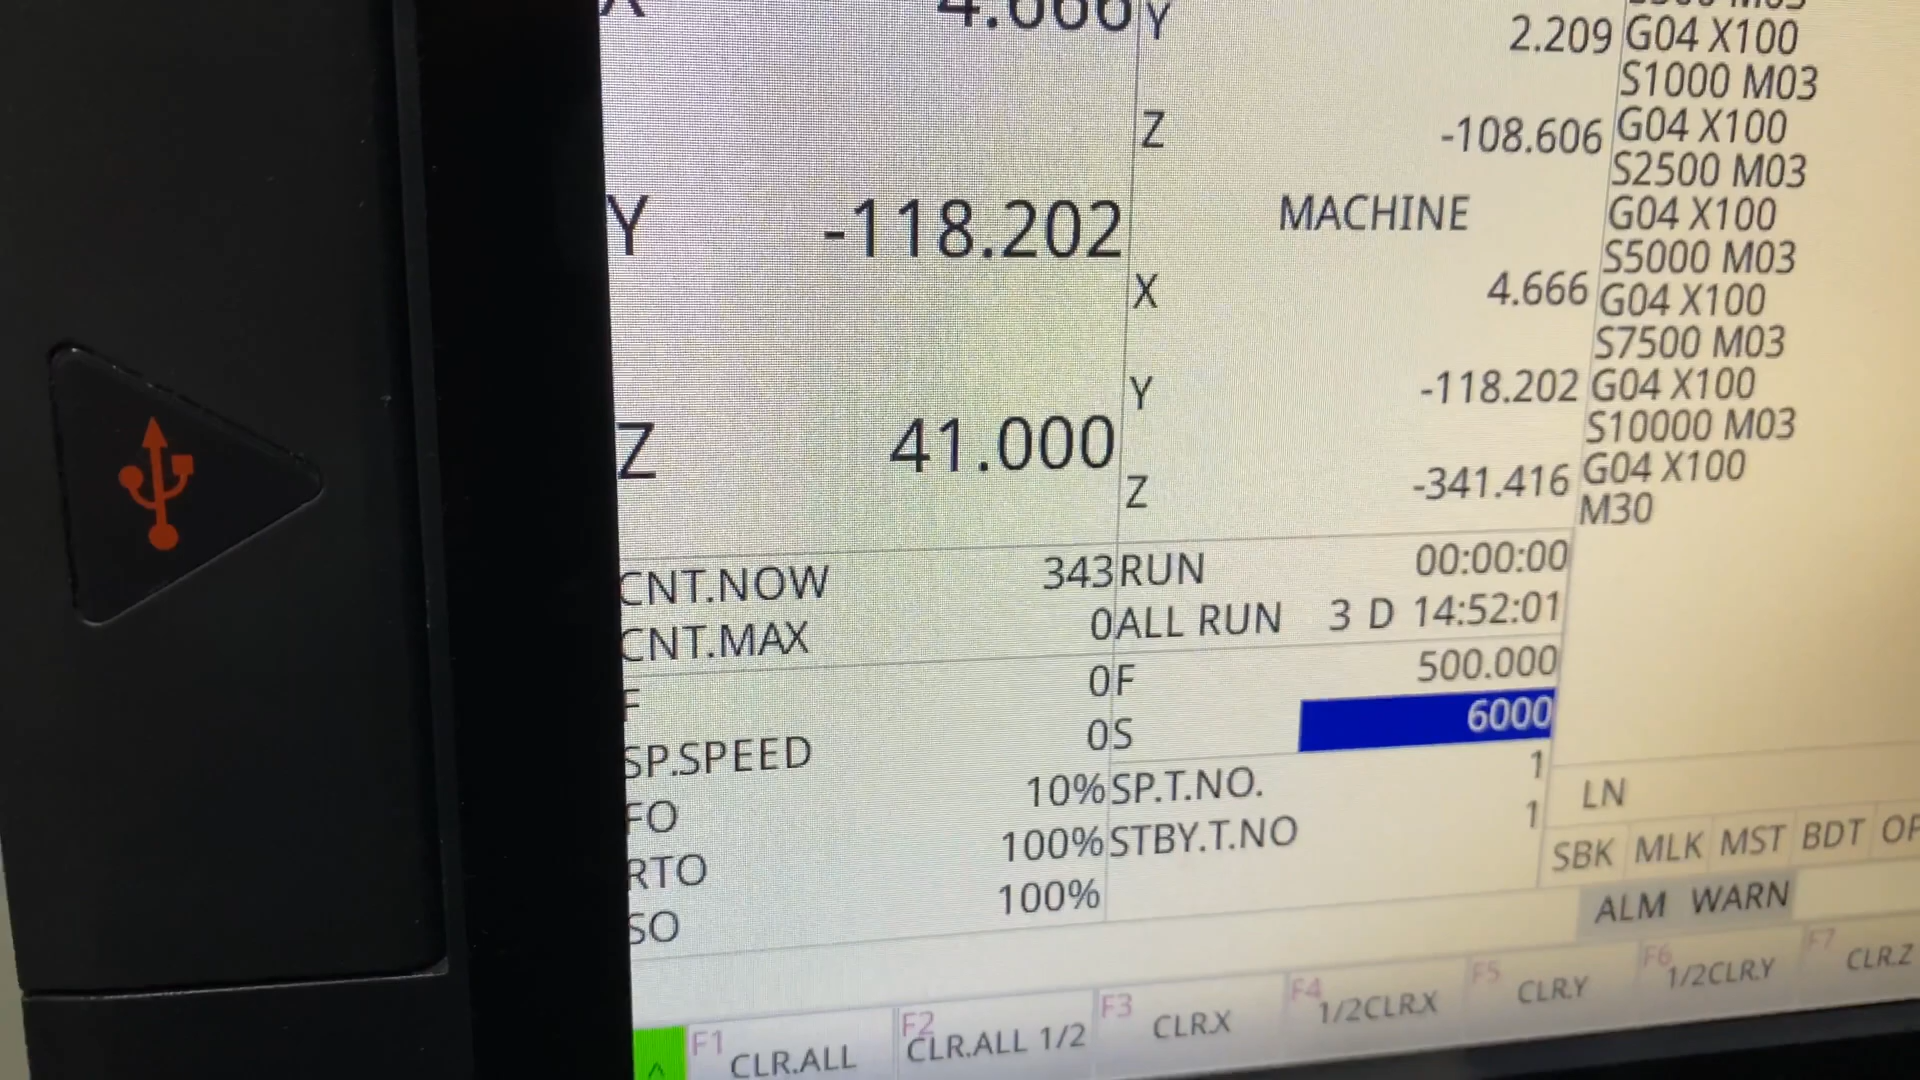 X 4.666
Y -118.202
Z 41.000
Y 2.209
Z -108.606
MACHINE
X 4.666
Y -118.202
Z -341.416
G04 X100
S1000 M03
G04 X100
S2500 M03
G04 X100
S5000 M03
G04 X100
S7500 M03
G04 X100
S10000 M03
G04 X100
M30
CNT.NOW 343
CNT.MAX 0
RUN 00:00:00
ALL RUN 3 D 14:52:01
F 0
SP.SPEED 0
FO 10%
RTO 100%
SO 100%
F 500.000
S 6000
SP.T.NO. 1
STBY.T.NO 1
LN
SBK MLK MST BDT
ALM WARN
F1 CLR.ALL
F2 CLR.ALL 1/2
F3 CLR.X
F4 1/2CLR.X
F5 CLR.Y
F6 1/2CLR.Y
F7 CLR.Z